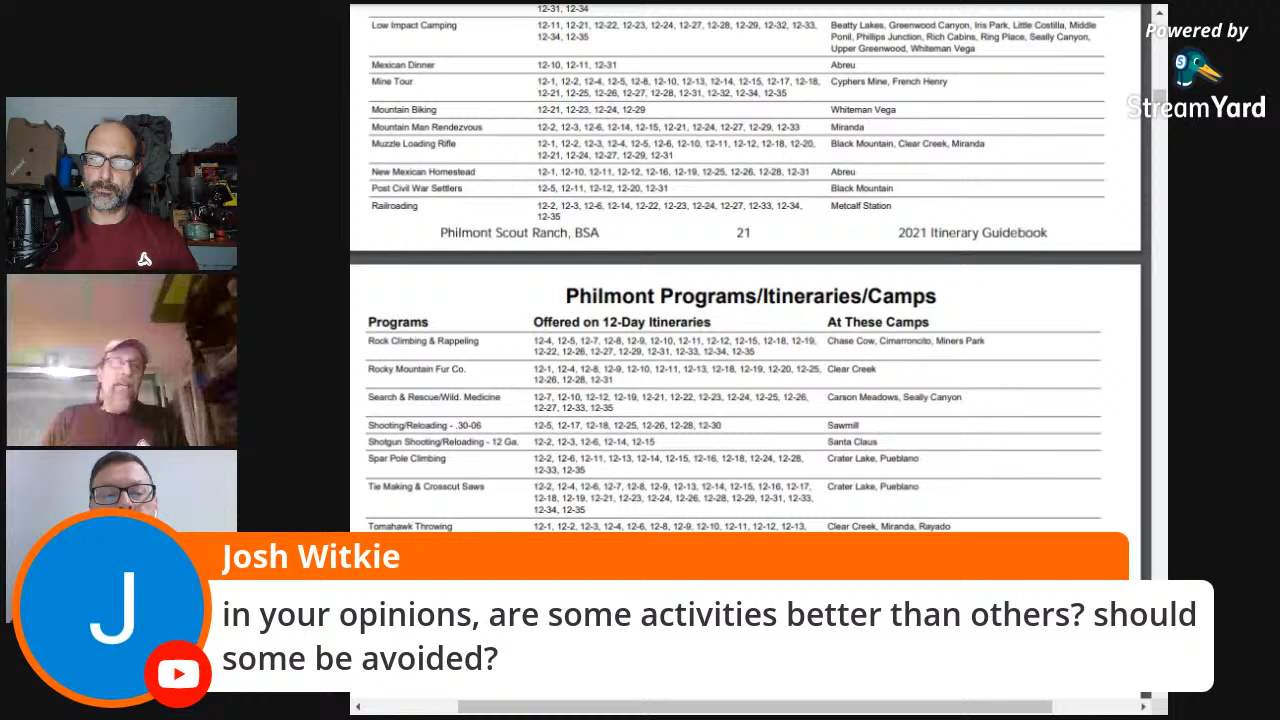 12-31, 12-34
Low Impact Camping 12-11, 12-21, 12-22, 12-23, 12-24, 12-27, 12-28, 12-29, 12-32, 12-33, Beatty Lakes, Greenwood Canyon, Iris Park, Little Costilla, Middle
12-34, 12-35 Ponil, Phillips Junction, Rich Cabins, Ring Place, Seally Canyon,
Upper Greenwood, Whiteman Vega
Mexican Dinner 12-10, 12-11, 12-31 Abreu
Mine Tour 12-1, 12-2, 12-4, 12-5, 12-8, 12-10, 12-13, 12-14, 12-15, 12-17, 12-18, Cyphers Mine, French Henry
12-21, 12-25, 12-26, 12-27, 12-28, 12-31, 12-32, 12-34, 12-35
Mountain Biking 12-21, 12-23, 12-24, 12-29 Whiteman Vega
Mountain Man Rendezvous 12-2, 12-3, 12-6, 12-14, 12-15, 12-21, 12-24, 12-27, 12-29, 12-33 Miranda
Muzzle Loading Rifle 12-1, 12-2, 12-3, 12-4, 12-5, 12-6, 12-10, 12-11, 12-12, 12-18, 12-20, Black Mountain, Clear Creek, Miranda
12-21, 12-24, 12-27, 12-29, 12-31
New Mexican Homestead 12-1, 12-10, 12-11, 12-12, 12-16, 12-19, 12-25, 12-26, 12-28, 12-31 Abreu
Post Civil War Settlers 12-5, 12-11, 12-12, 12-20, 12-31 Black Mountain
Railroading 12-2, 12-3, 12-6, 12-14, 12-22, 12-23, 12-24, 12-27, 12-33, 12-34, Metcalf Station
12-35
Philmont Scout Ranch, BSA 21 2021 Itinerary Guidebook
Philmont Programs/Itineraries/Camps
Programs Offered on 12-Day Itineraries At These Camps
Rock Climbing & Rappeling 12-4, 12-5, 12-7, 12-8, 12-9, 12-10, 12-11, 12-12, 12-15, 12-18, 12-19, Chase Cow, Cimarroncito, Miners Park
12-22, 12-26, 12-27, 12-29, 12-31, 12-33, 12-34, 12-35
Rocky Mountain Fur Co. 12-1, 12-4, 12-8, 12-9, 12-10, 12-11, 12-13, 12-18, 12-19, 12-20, 12-25, Clear Creek
12-26, 12-28, 12-31
Search & Rescue/Wild. Medicine 12-7, 12-10, 12-12, 12-19, 12-21, 12-22, 12-23, 12-24, 12-25, 12-26, Carson Meadows, Seally Canyon
12-27, 12-33, 12-35
Shooting/Reloading - .30-06 12-5, 12-17, 12-18, 12-25, 12-26, 12-28, 12-30 Sawmill
Shotgun Shooting/Reloading - 12 Ga. 12-2, 12-3, 12-6, 12-14, 12-15 Santa Claus
Spar Pole Climbing 12-2, 12-6, 12-11, 12-13, 12-14, 12-15, 12-16, 12-18, 12-24, 12-28, Crater Lake, Pueblano
12-33, 12-35
Tie Making & Crosscut Saws 12-2, 12-4, 12-6, 12-7, 12-8, 12-9, 12-13, 12-14, 12-15, 12-16, 12-17, Crater Lake, Pueblano
12-18, 12-19, 12-21, 12-23, 12-24, 12-26, 12-28, 12-29, 12-31, 12-33,
12-34, 12-35
Tomahawk Throwing 12-1, 12-2, 12-3, 12-4, 12-6, 12-8, 12-9, 12-10, 12-11, 12-12, 12-13, Clear Creek, Miranda, Rayado
Powered by
StreamYard
J
Josh Witkie
in your opinions, are some activities better than others? should
some be avoided?